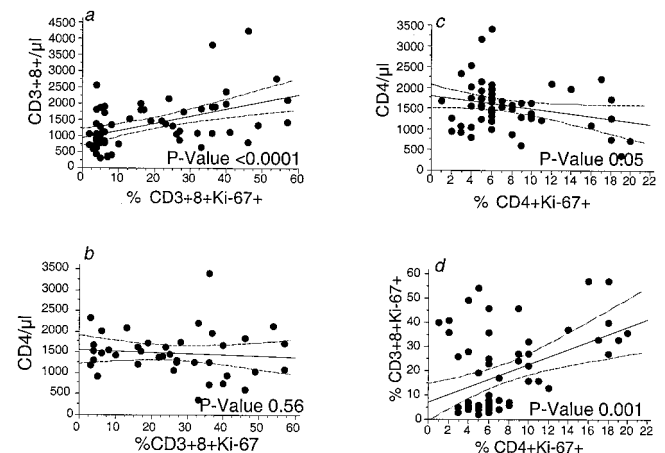 a
CD3+8+/µl
4500
4000
3500
3000
2500
2000
1500
1000
500
0
0 10 20 30 40 50 60
P-Value <0.0001
% CD3+8+Ki-67+
c
CD4/µl
3500
3000
2500
2000
1500
1000
500
0
0 2 4 6 8 10 12 14 16 18 20 22
P-Value 0.05
% CD4+Ki-67+
b
CD4/µl
3500
3000
2500
2000
1500
1000
500
0
0 10 20 30 40 50 60
P-Value 0.56
%CD3+8+Ki-67
d
% CD3+8+Ki-67+
60
50
40
30
20
10
0
0 2 4 6 8 10 12 14 16 18 20 22
P-Value 0.001
% CD4+Ki-67+